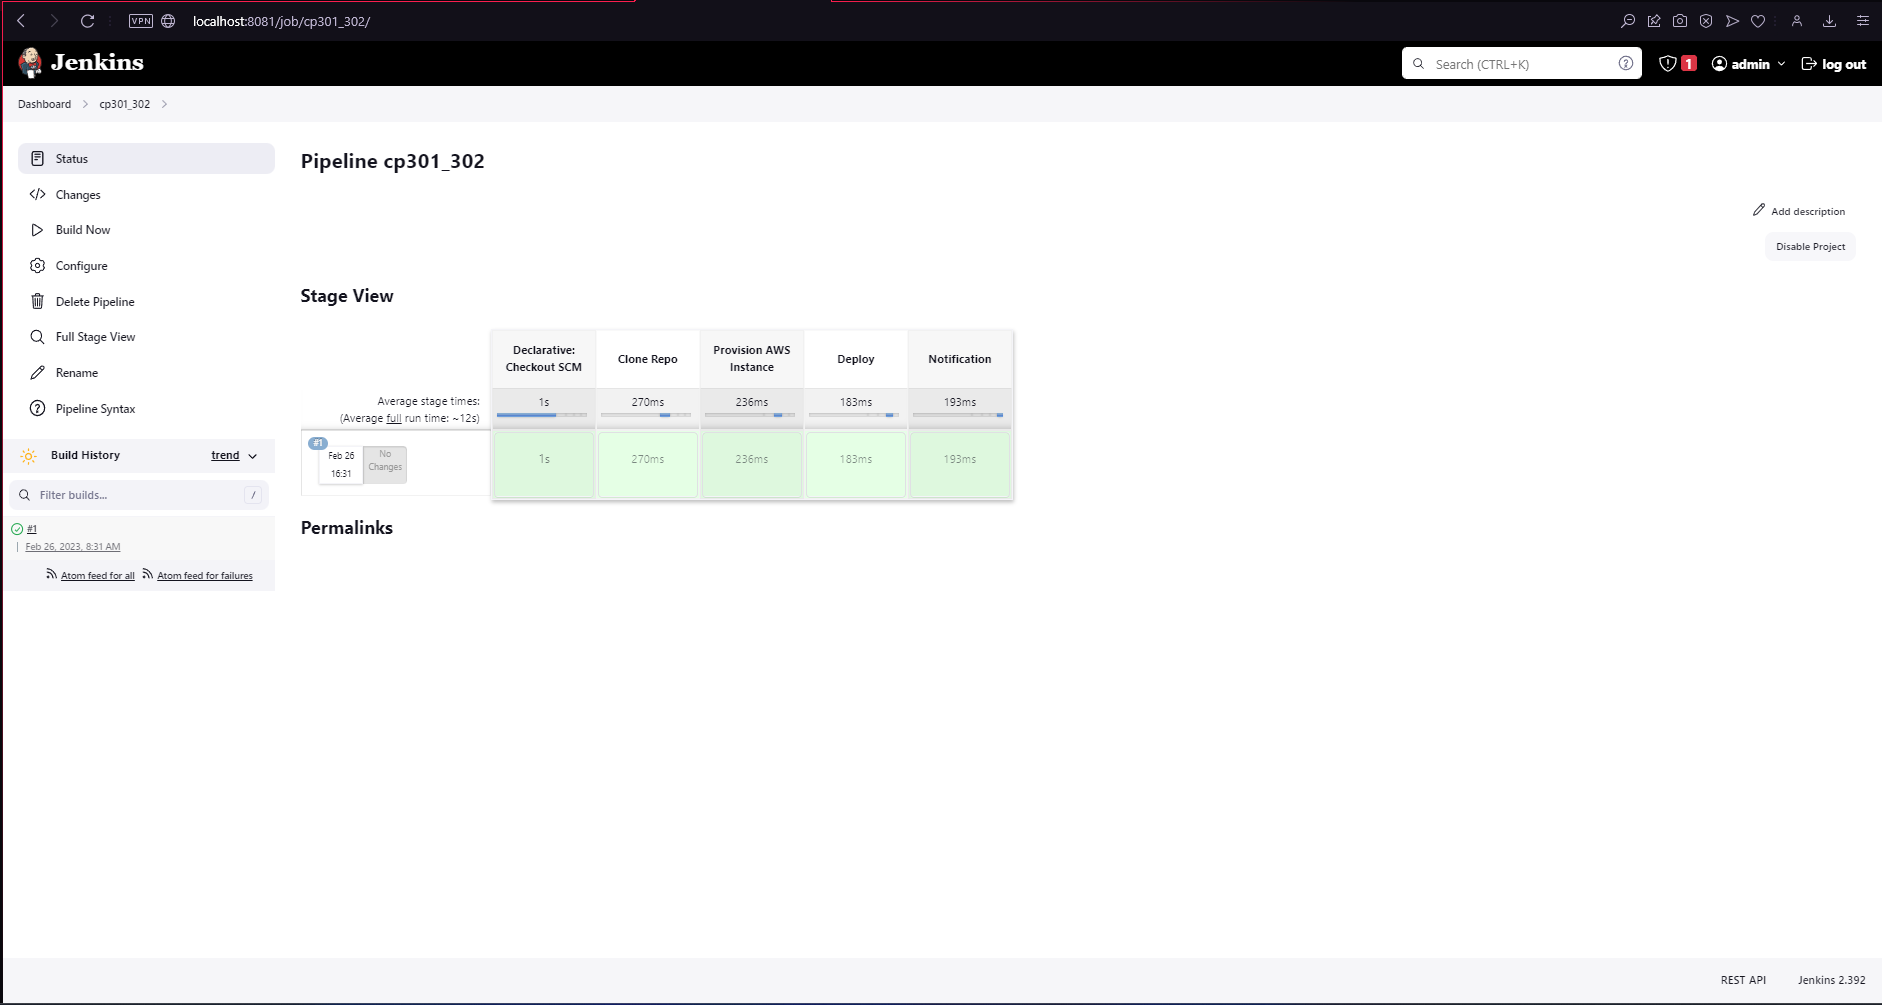 VPN
localhost:8081/job/cp301_302/
Jenkins
Search (CTRL+K)
1
admin
log out
Dashboard
cp301_302
Status
Changes
Build Now
Configure
Delete Pipeline
Full Stage View
Rename
Pipeline Syntax
Build History
trend
Filter builds...
/
#1
Feb 26, 2023, 8:31 AM
Atom feed for all
Atom feed for failures
Pipeline cp301_302
Add description
Disable Project
Stage View
Declarative: Checkout SCM
Clone Repo
Provision AWS Instance
Deploy
Notification
Average stage times:
(Average full run time: ~12s)
1s
270ms
236ms
183ms
193ms
#1
Feb 26
16:31
No
Changes
1s
270ms
236ms
183ms
193ms
Permalinks
REST API
Jenkins 2.392